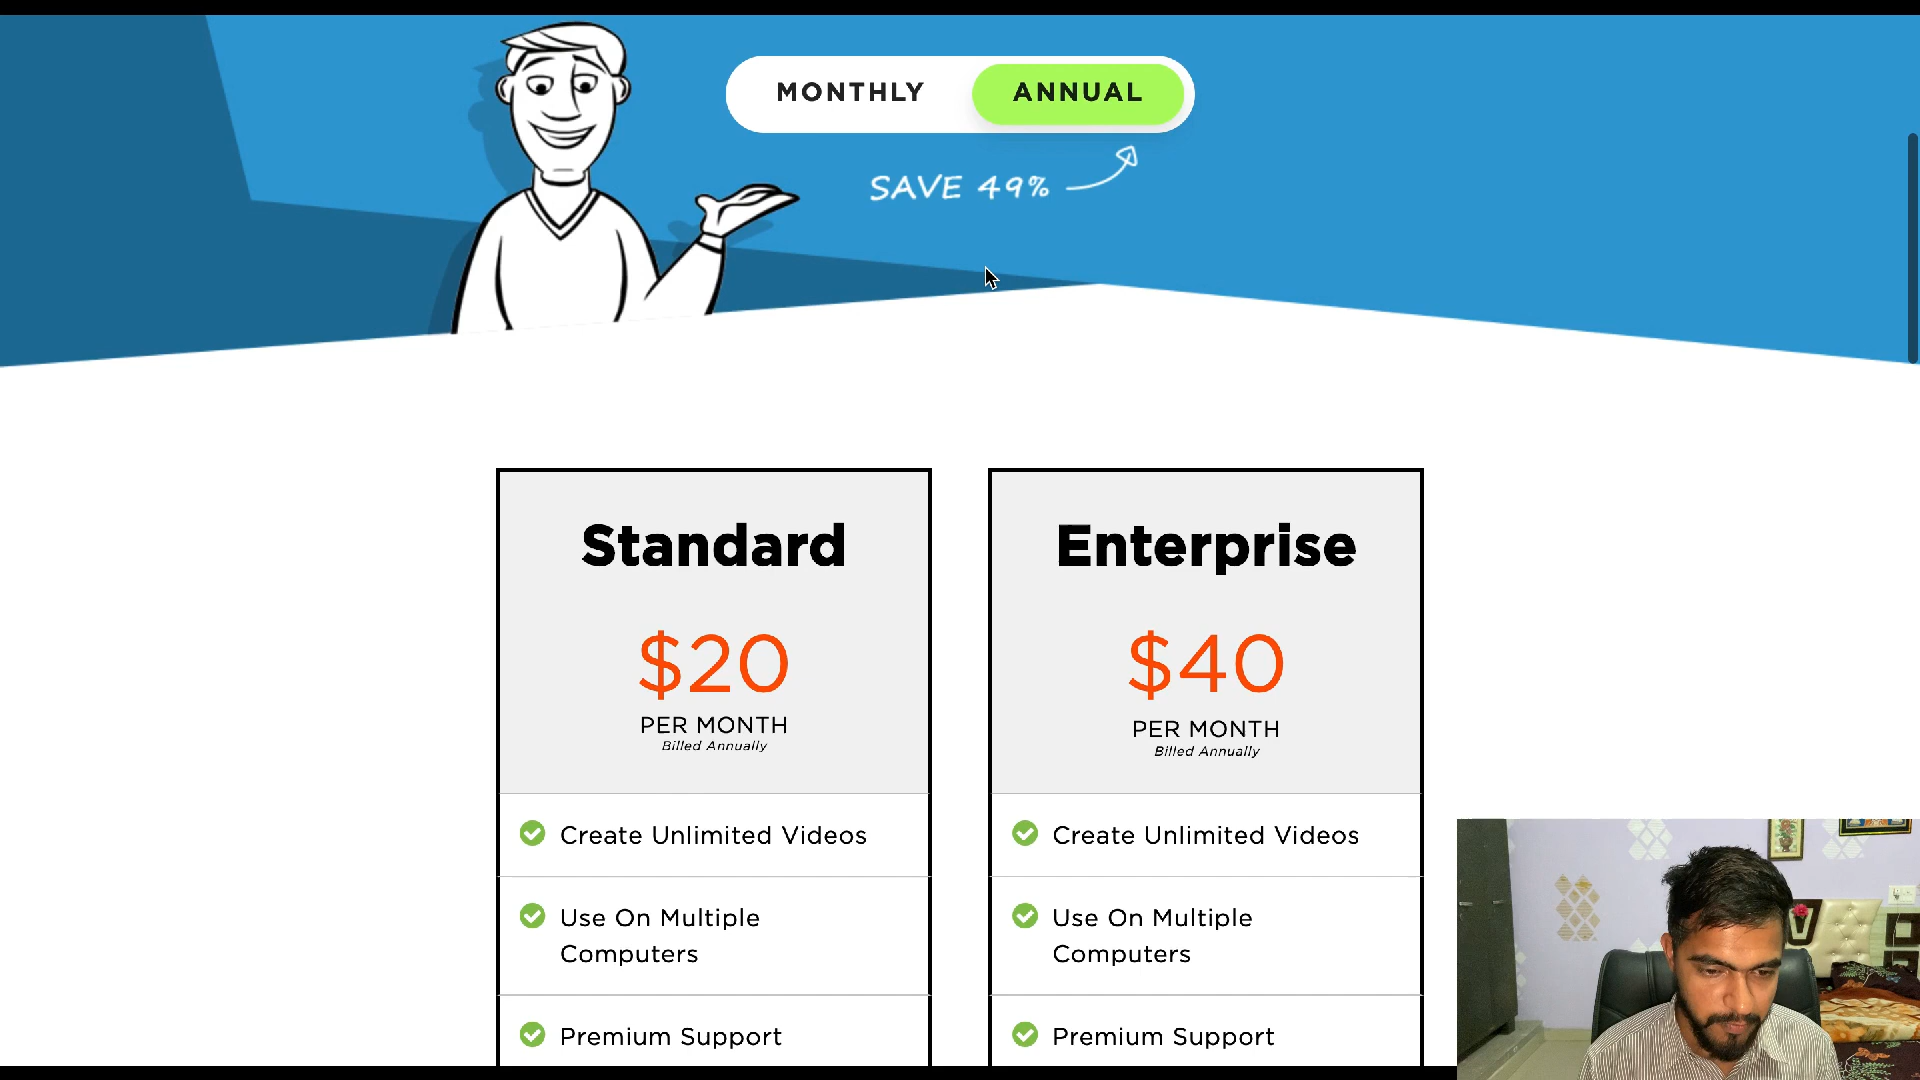 MONTHLY
ANNUAL
SAVE 49%
Standard
$20
PER MONTH
Billed Annually
Create Unlimited Videos
Use On Multiple
Computers
Premium Support
Enterprise
$40
PER MONTH
Billed Annually
Create Unlimited Videos
Use On Multiple
Computers
Premium Support